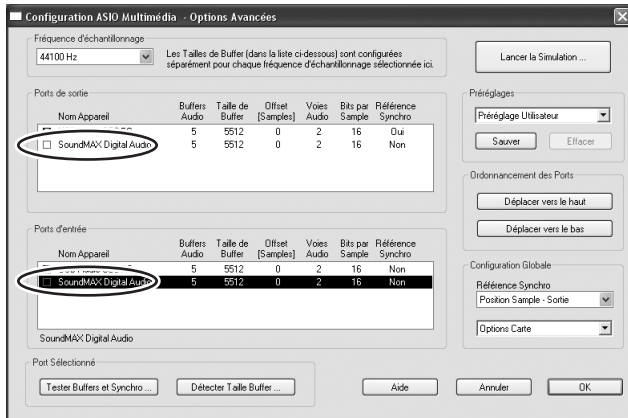 Configuration ASIO Multimédia - Options Avancées
Fréquence d'échantillonnage
44100 Hz
Les Tailles de Buffer (dans la liste ci-dessous) sont configurées
séparément pour chaque fréquence d'échantillonnage sélectionnée ici.
Lancer la Simulation ...
Ports de sortie
Nom Appareil Buffers Audio Taille de Buffer Offset [Samples] Voies Audio Bits par Sample Référence Synchro
5 5512 0 2 16 Oui
SoundMAX Digital Audio 5 5512 0 2 16 Non
Préréglages
Préréglage Utilisateur
Sauver Effacer
Ordonnancement des Ports
Déplacer vers le haut
Déplacer vers le bas
Ports d'entrée
Nom Appareil Buffers Audio Taille de Buffer Offset [Samples] Voies Audio Bits par Sample Référence Synchro
5 5512 0 2 16 Non
SoundMAX Digital Audio 5 5512 0 2 16 Non
SoundMAX Digital Audio
Configuration Globale
Référence Synchro
Position Sample - Sortie
Options Carte
Port Sélectionné
Tester Buffers et Synchro ... Détecter Taille Buffer ... Aide Annuler OK